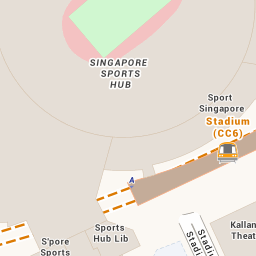 SINGAPORE
SPORTS
HUB
Sport
Singapore
Stadium
(CC6)
A
Sports
Hub Lib
S'pore
Sports
Stadiu
Stadi
Kallan
Theat